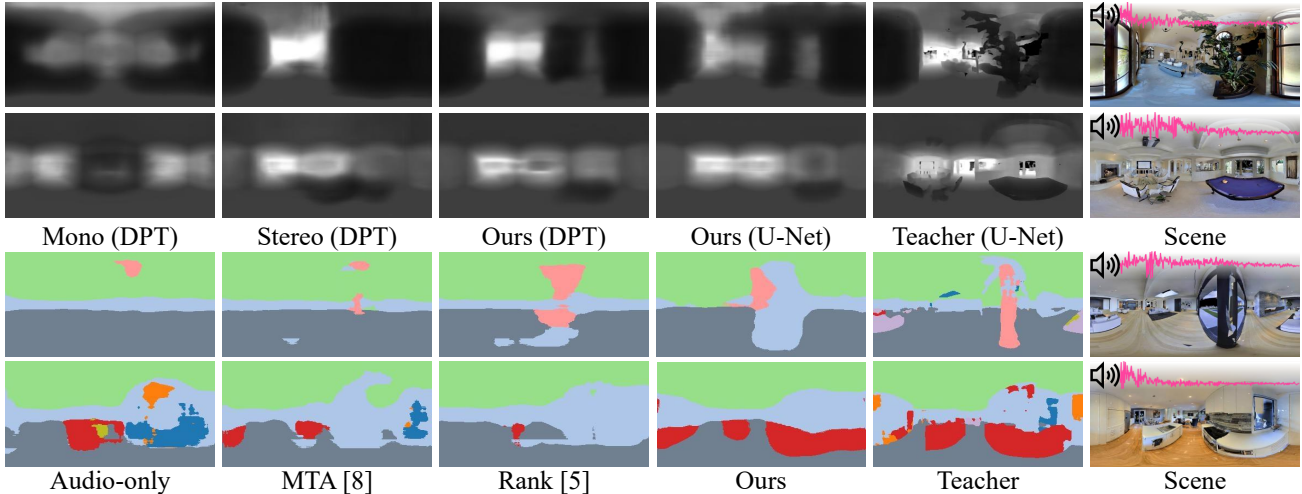 Mono (DPT) Stereo (DPT) Ours (DPT) Ours (U-Net) Teacher (U-Net) Scene
Audio-only MTA [8] Rank [5] Ours Teacher Scene